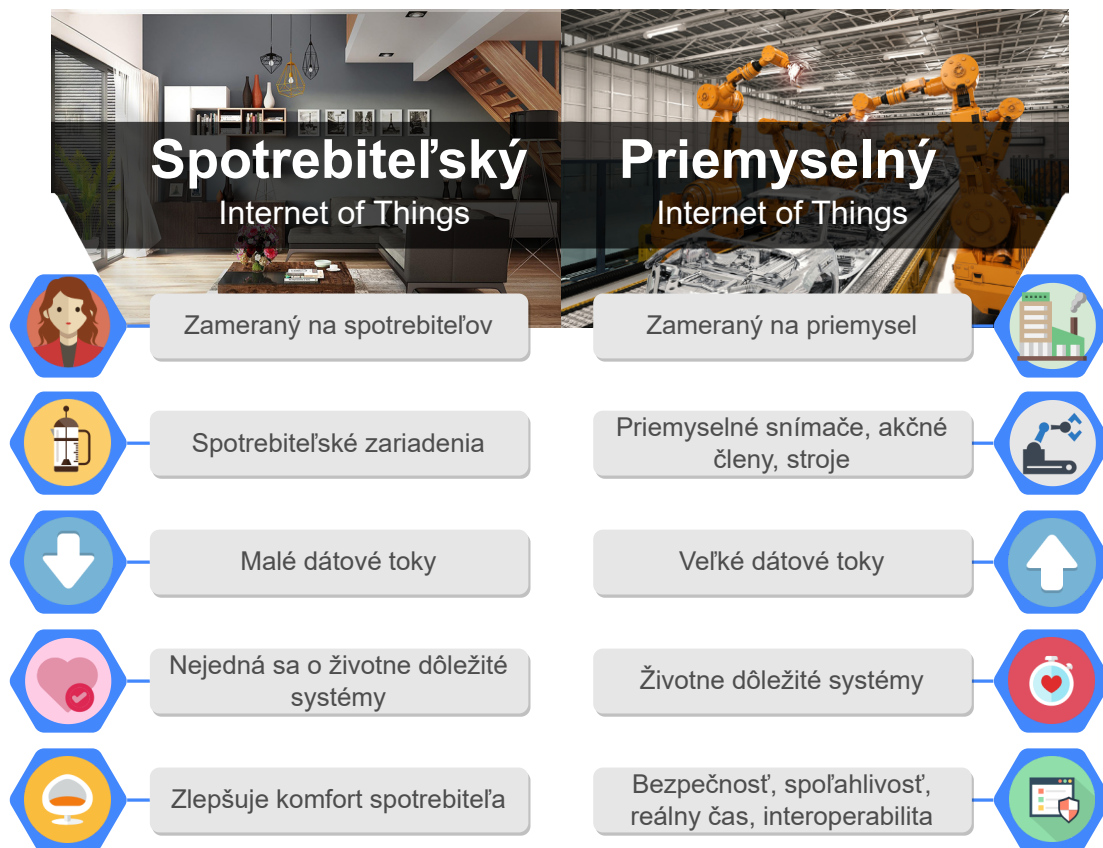 Spotrebiteľský
Internet of Things
Priemyselný
Internet of Things
Zameraný na spotrebiteľov
Zameraný na priemysel
Spotrebiteľské zariadenia
Priemyselné snímače, akčné
členy, stroje
Malé dátové toky
Veľké dátové toky
Nejedná sa o životne dôležité
systémy
Životne dôležité systémy
Zlepšuje komfort spotrebiteľa
Bezpečnosť, spoľahlivosť,
reálny čas, interoperabilita